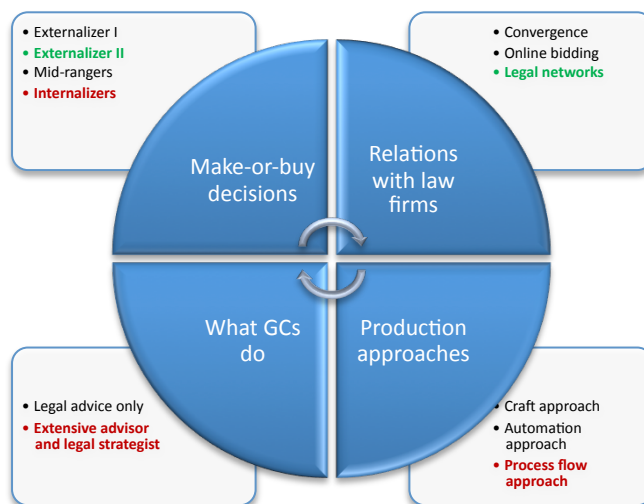 • Externalizer I
• Externalizer II
• Mid-rangers
• Internalizers
• Convergence
• Online bidding
• Legal networks
Make-or-buy
decisions
Relations
with law
firms
What GCs
do
Production
approaches
• Legal advice only
• Extensive advisor
and legal strategist
• Craft approach
• Automation
approach
• Process flow
approach